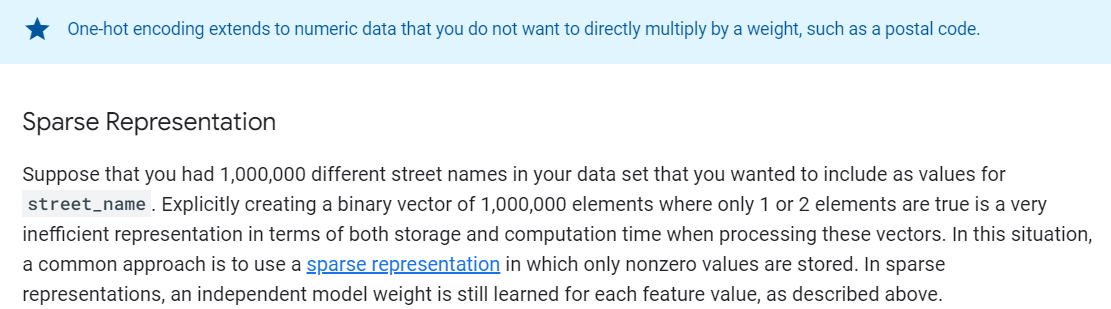 One-hot encoding extends to numeric data that you do not want to directly multiply by a weight, such as a postal code.
Sparse Representation
Suppose that you had 1,000,000 different street names in your data set that you wanted to include as values for
street_name. Explicitly creating a binary vector of 1,000,000 elements where only 1 or 2 elements are true is a very
inefficient representation in terms of both storage and computation time when processing these vectors. In this situation,
a common approach is to use a sparse representation in which only nonzero values are stored. In sparse
representations, an independent model weight is still learned for each feature value, as described above.